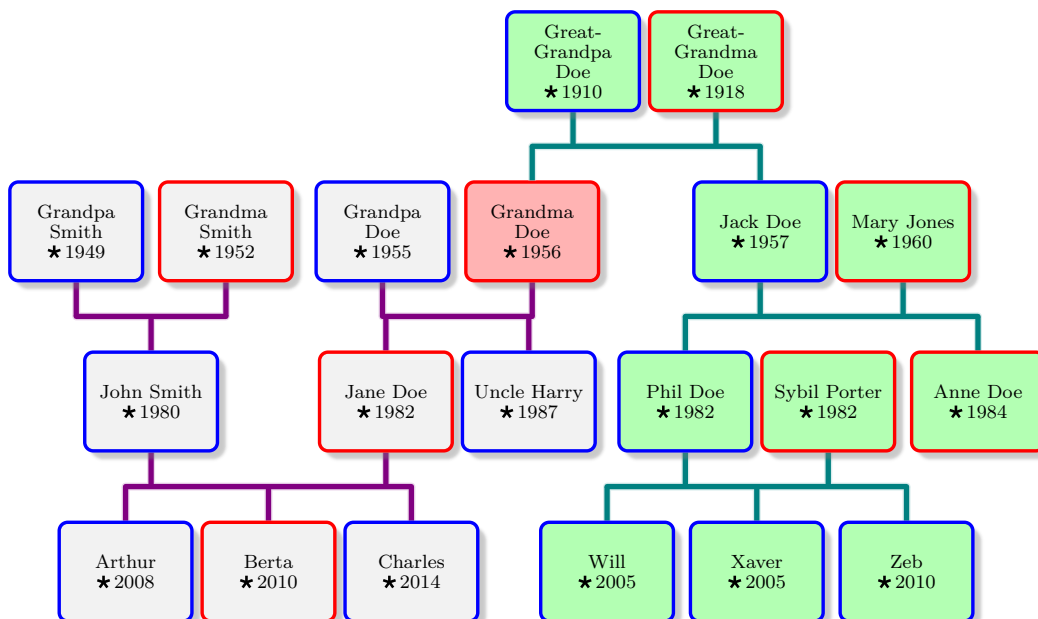 Great-
Grandpa
Doe
★ 1910
Great-
Grandma
Doe
★ 1918
Grandpa
Smith
★ 1949
Grandma
Smith
★ 1952
Grandpa
Doe
★ 1955
Grandma
Doe
★ 1956
Jack Doe
★ 1957
Mary Jones
★ 1960
John Smith
★ 1980
Jane Doe
★ 1982
Uncle Harry
★ 1987
Phil Doe
★ 1982
Sybil Porter
★ 1982
Anne Doe
★ 1984
Arthur
★ 2008
Berta
★ 2010
Charles
★ 2014
Will
★ 2005
Xaver
★ 2005
Zeb
★ 2010